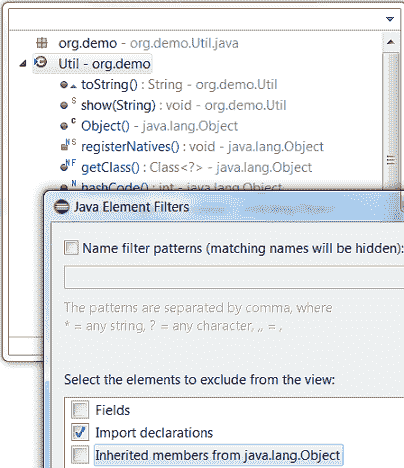 org.demo - org.demo.Util.java
Util - org.demo
toString() : String - org.demo.Util
S show(String) : void - org.demo.Util
C Object() - java.lang.Object
N S registerNatives() : void - java.lang.Object
N F getClass() : Class<?> - java.lang.Object
N hashCode() : int - java.lang.Object
Java Element Filters
Name filter patterns (matching names will be hidden):
The patterns are separated by comma, where
* = any string, ? = any character, ,, = ,
Select the elements to exclude from the view:
Fields
Import declarations
Inherited members from java.lang.Object